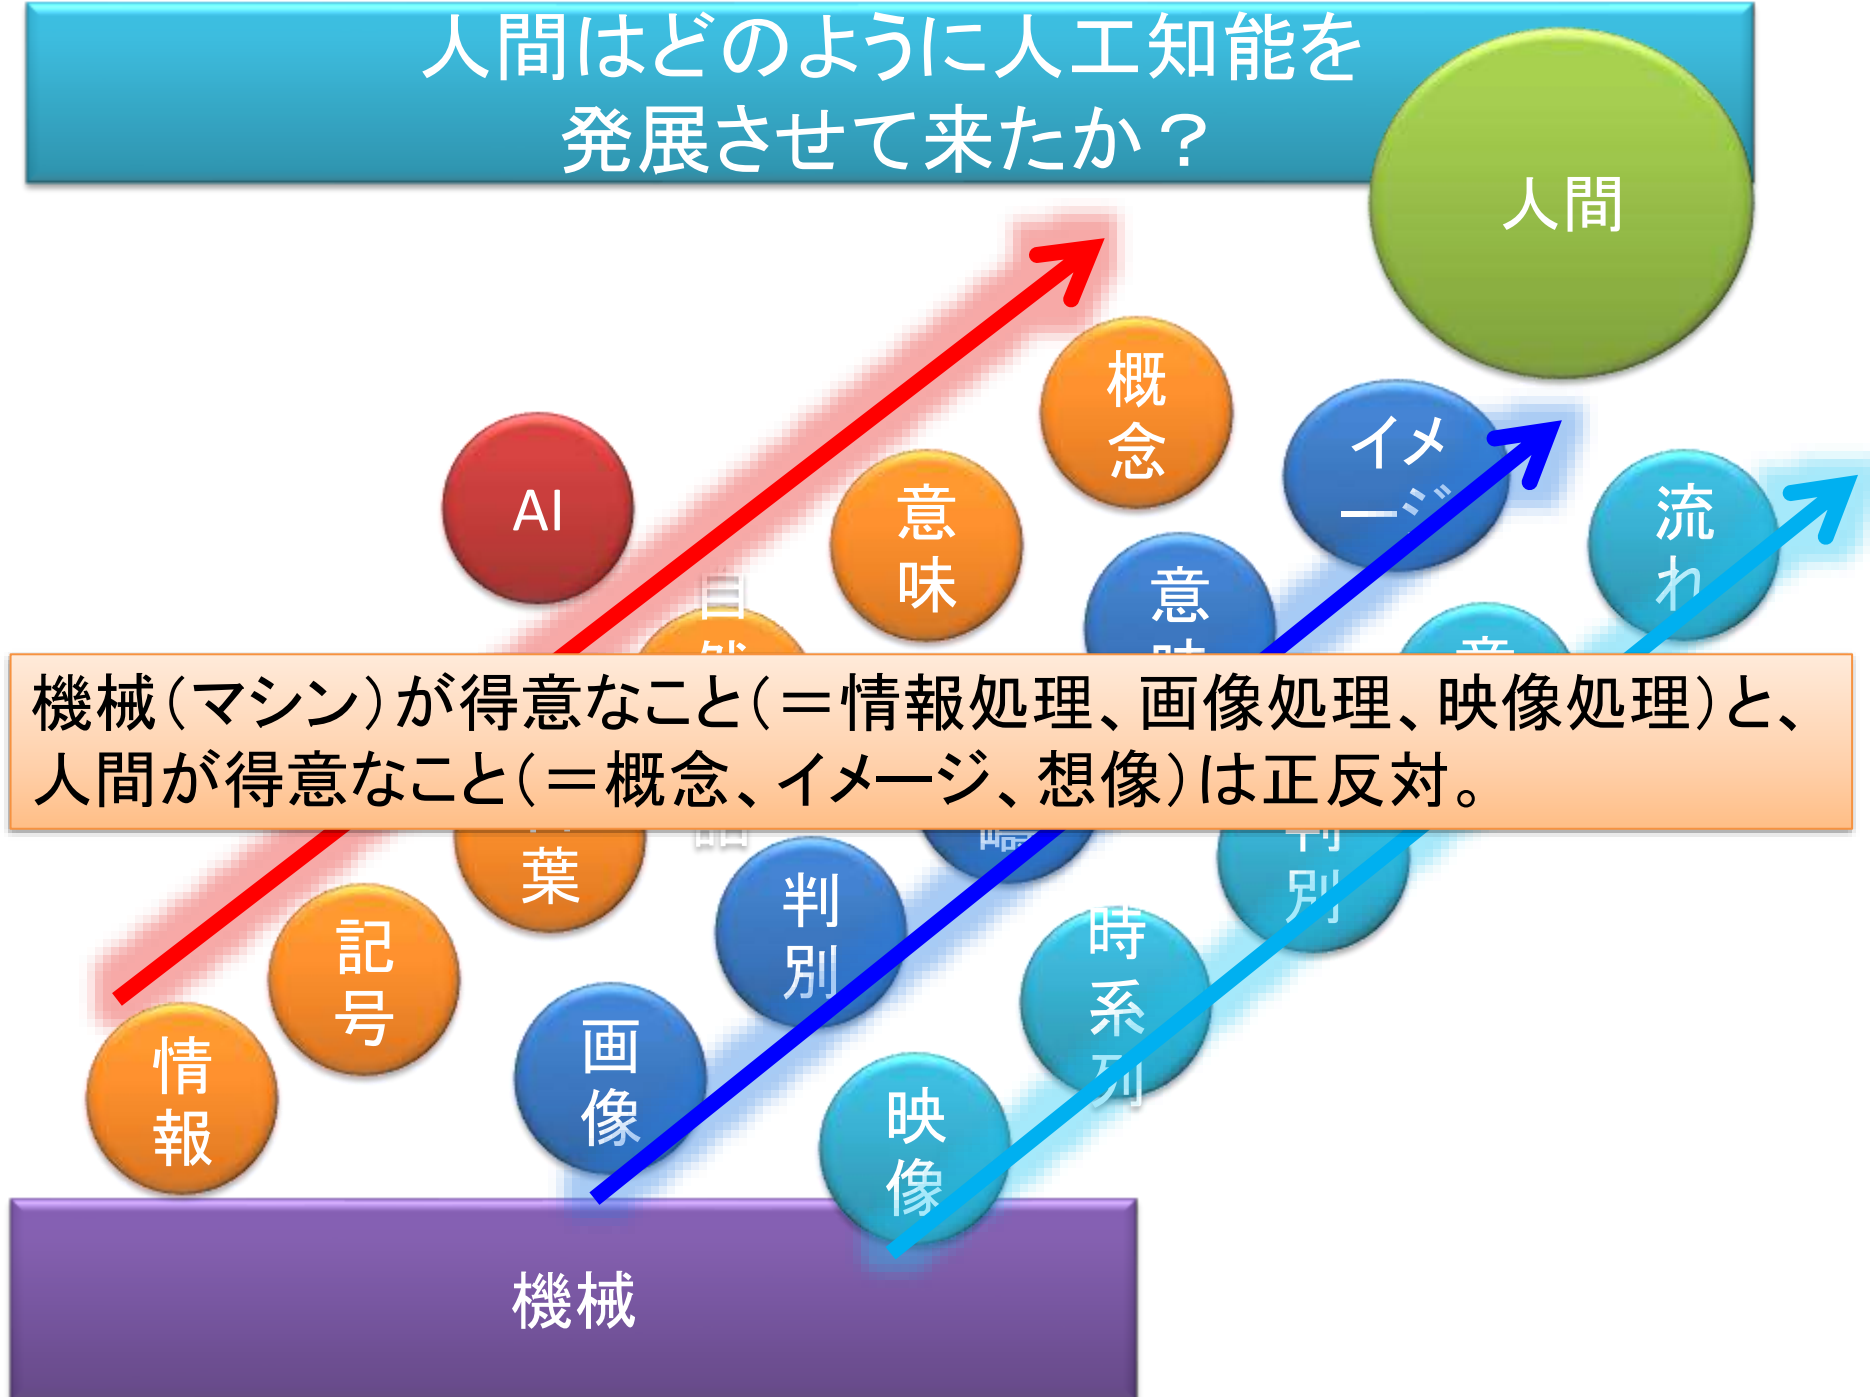 人間はどのように人工知能を
発展させて来たか？
人間
概
念
イメ
ージ
AI
意
味
流
れ
意
機械（マシン）が得意なこと（＝情報処理、画像処理、映像処理）と、
人間が得意なこと（＝概念、イメージ、想像）は正反対。
葉
判
別
判
別
記
号
時
系
列
情
報
画
像
映
像
機械